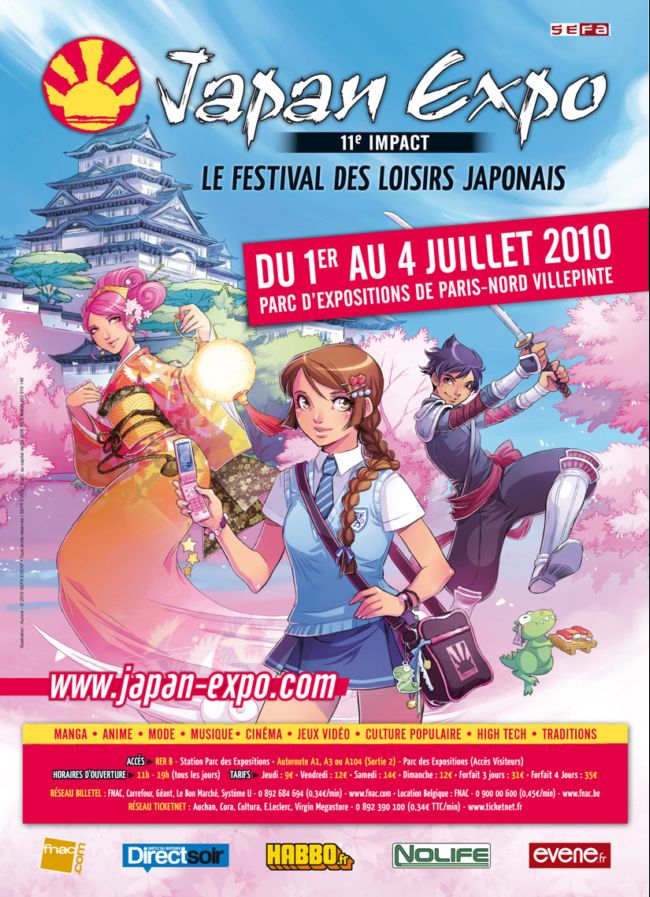 SEFA
Japan Expo
11e IMPACT
LE FESTIVAL DES LOISIRS JAPONAIS
DU 1ER AU 4 JUILLET 2010
PARC D'EXPOSITIONS DE PARIS-NORD VILLEPINTE
www.japan-expo.com
MANGA • ANIME • MODE • MUSIQUE • CINÉMA • JEUX VIDÉO • CULTURE POPULAIRE • HIGH TECH • TRADITIONS
ACCÈS ▶ RER B - Station Parc des Expositions - Autoroute A1, A3 ou A104 (Sortie 2) - Parc des Expositions (Accès Visiteurs)
HORAIRES D'OUVERTURE ▶ 11h - 19h (tous les jours) TARIFS ▶ Jeudi : 9€ - Vendredi : 12€ - Samedi : 14€ - Dimanche : 12€ - Forfait 3 jours : 31€ - Forfait 4 Jours : 35€
RÉSEAU BILLETEL : FNAC, Carrefour, Géant, Le Bon Marché, Système U - 0 892 684 694 (0,34€/min) - www.fnac.com - Location Belgique : FNAC - 0 900 00 600 (0,45€/min) - www.fnac.be
RÉSEAU TICKETNET : Auchan, Cora, Cultura, E.Leclerc, Virgin Megastore - 0 892 390 100 (0,34€ TTC/min) - www.ticketnet.fr
fnac.com
Directsoir
HABBO.fr
NOLIFE
evene.fr